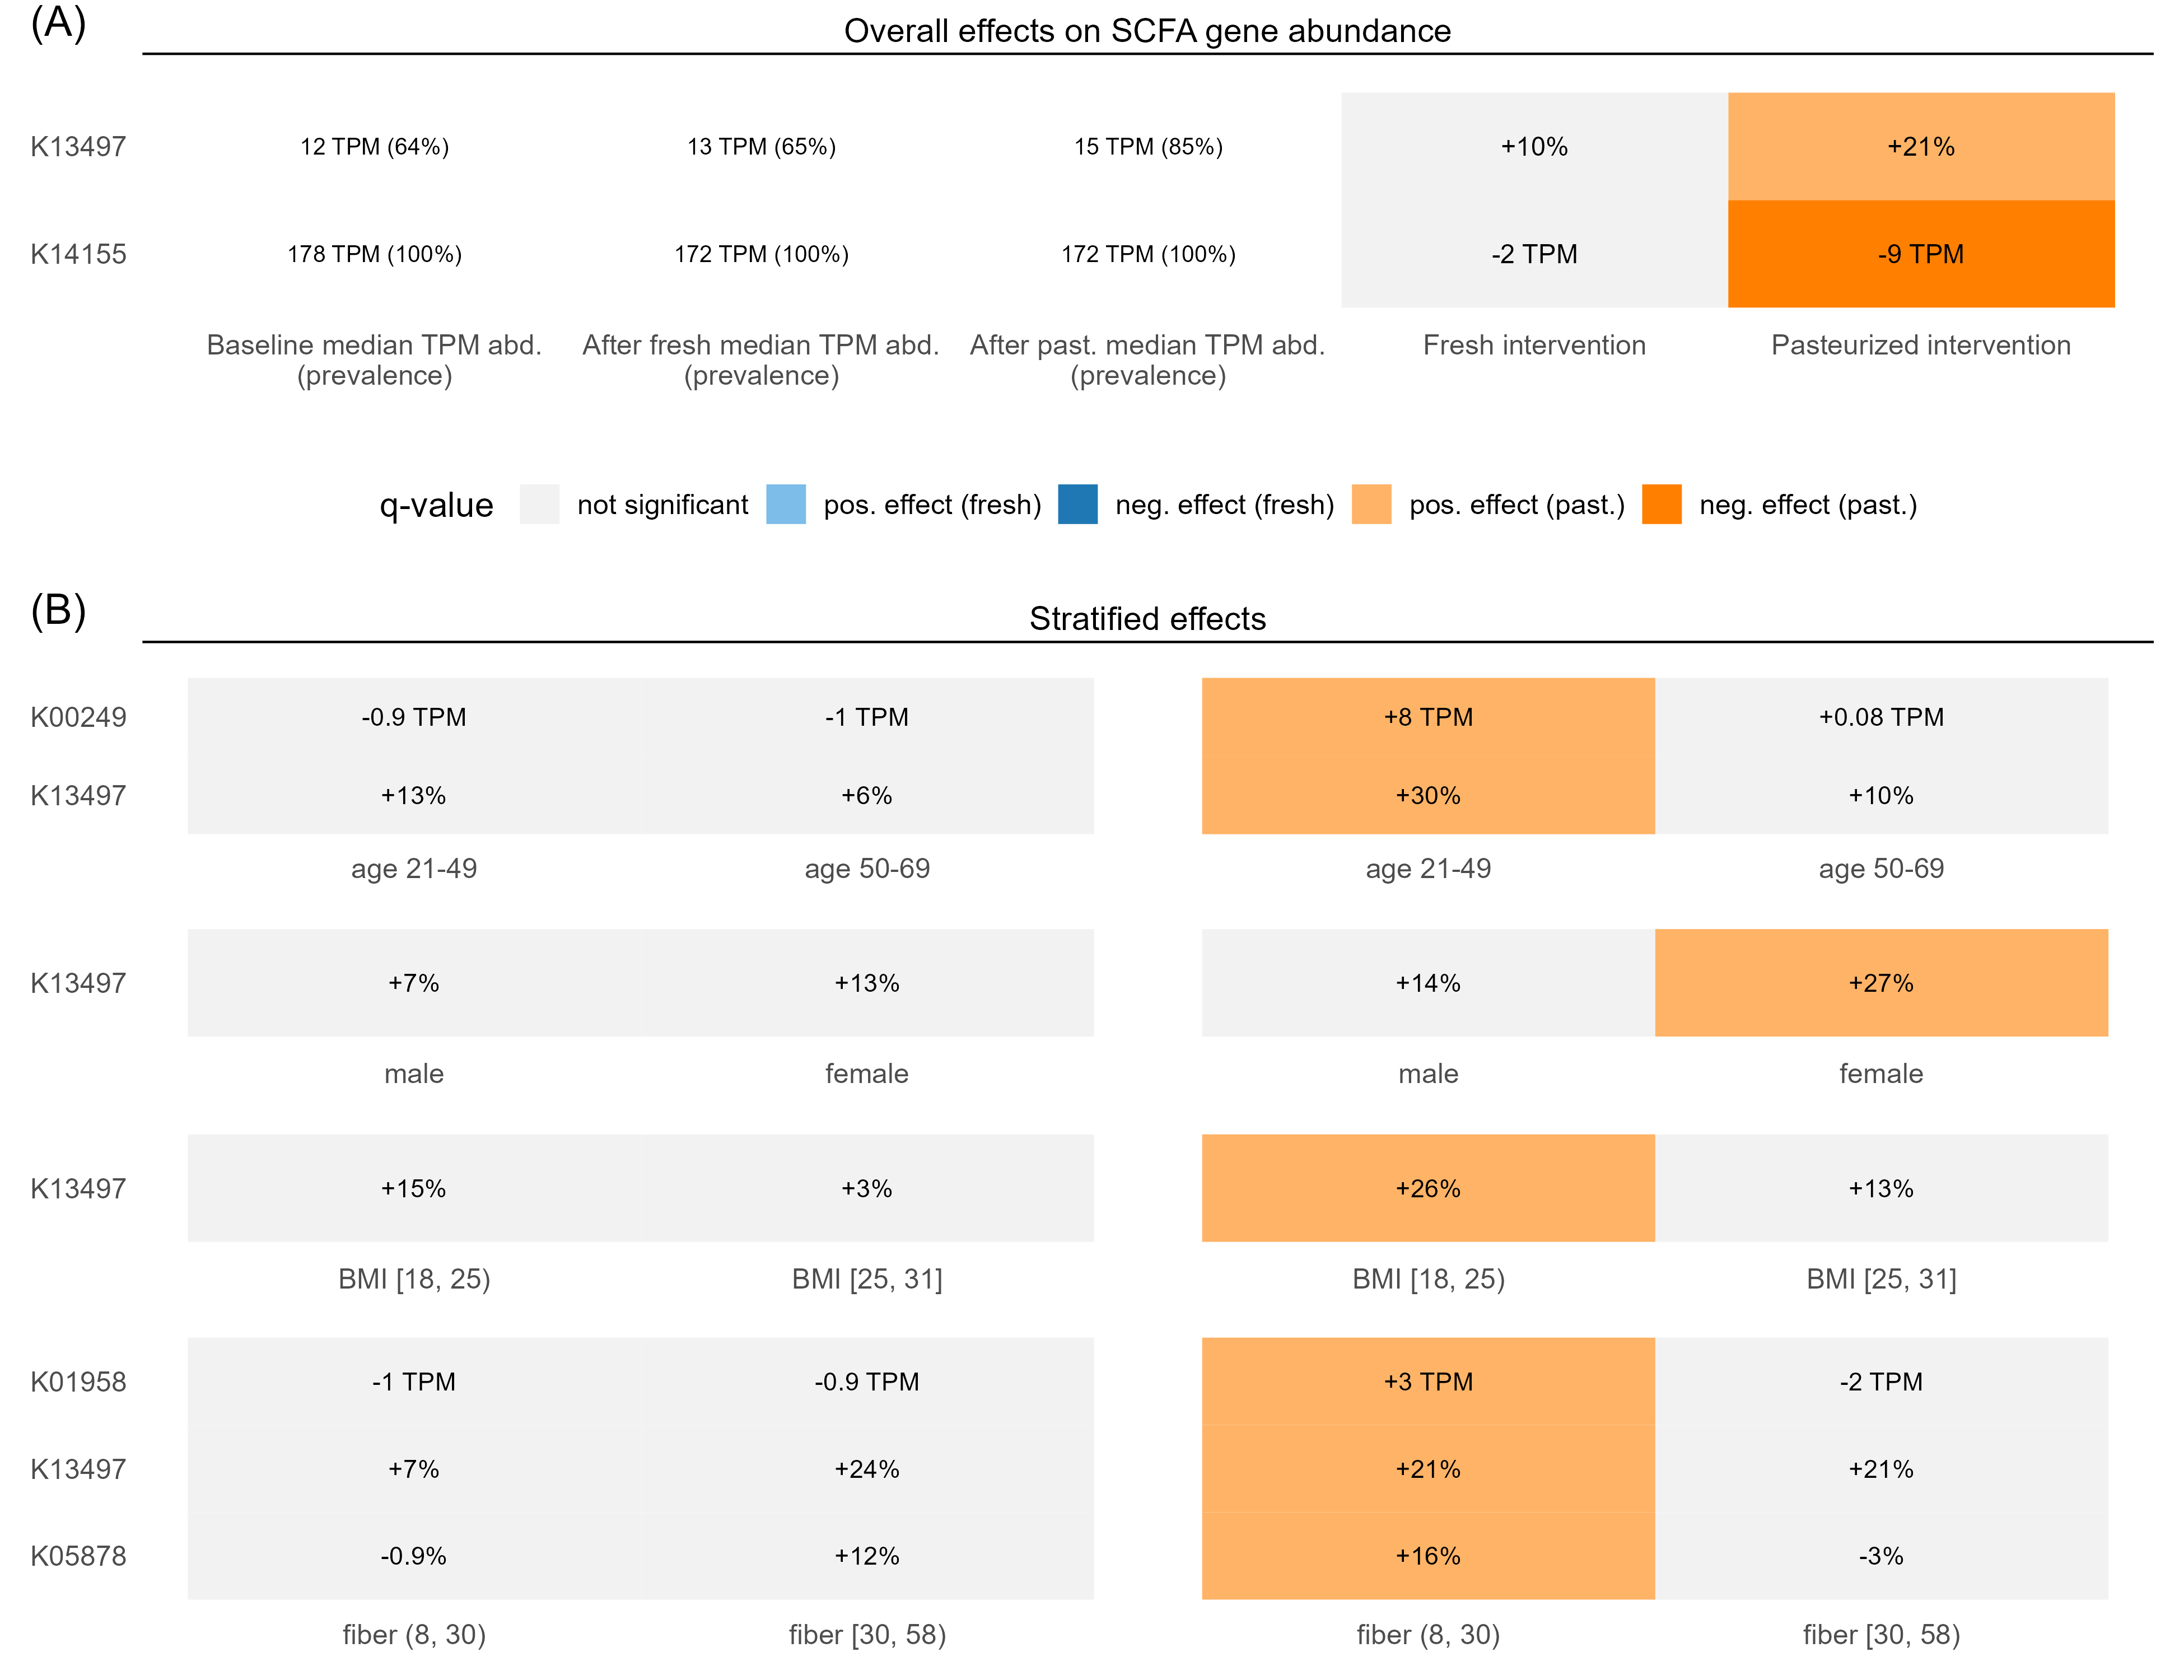 (A)
Overall effects on SCFA gene abundance
K13497 12 TPM (64%) 13 TPM (65%) 15 TPM (85%) +10% +21%
K14155 178 TPM (100%) 172 TPM (100%) 172 TPM (100%) -2 TPM -9 TPM
Baseline median TPM abd. After fresh median TPM abd. After past. median TPM abd. Fresh intervention Pasteurized intervention
(prevalence) (prevalence) (prevalence)
q-value not significant pos. effect (fresh) neg. effect (fresh) pos. effect (past.) neg. effect (past.)
(B)
Stratified effects
K00249 -0.9 TPM -1 TPM +8 TPM +0.08 TPM
K13497 +13% +6% +30% +10%
age 21-49 age 50-69 age 21-49 age 50-69
K13497 +7% +13% +14% +27%
male female male female
K13497 +15% +3% +26% +13%
BMI [18, 25) BMI [25, 31] BMI [18, 25) BMI [25, 31]
K01958 -1 TPM -0.9 TPM +3 TPM -2 TPM
K13497 +7% +24% +21% +21%
K05878 -0.9% +12% +16% -3%
fiber (8, 30) fiber [30, 58) fiber (8, 30) fiber [30, 58)